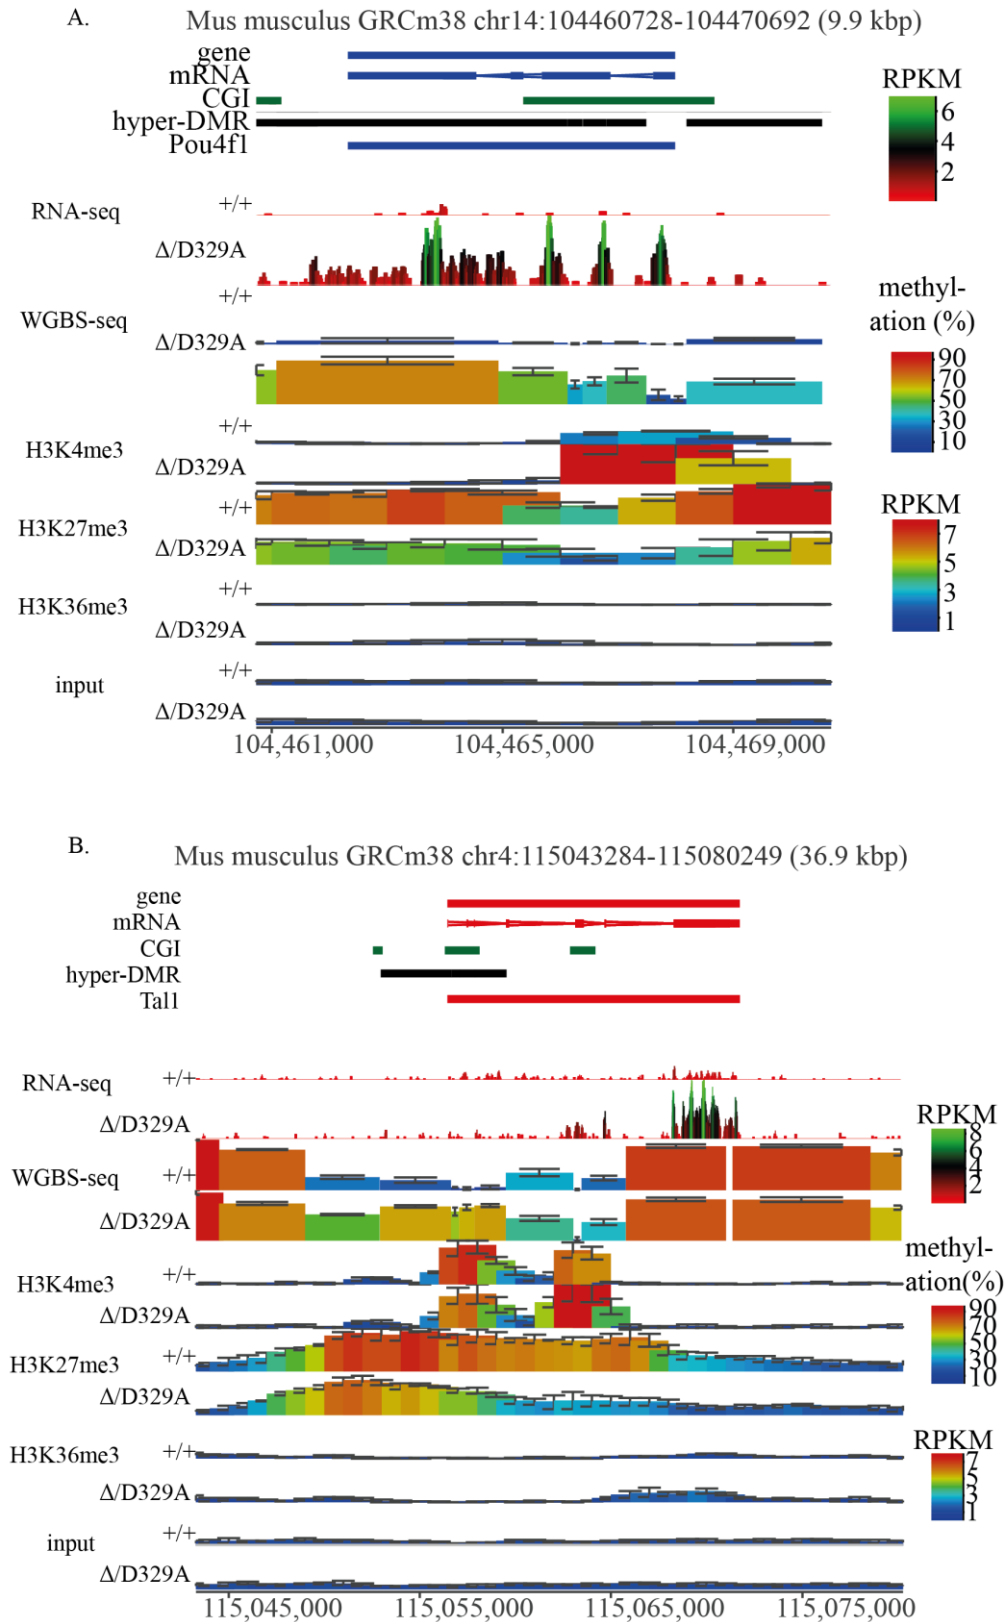 A.
Mus musculus GRCm38 chr14:104460728-104470692 (9.9 kbp)
gene
mRNA
CGI
hyper-DMR
Pou4f1
RPKM
6
4
2
RNA-seq
+/+
Δ/D329A
WGBS-seq
+/+
Δ/D329A
methyl-
ation (%)
90
70
50
30
10
H3K4me3
+/+
Δ/D329A
H3K27me3
+/+
Δ/D329A
RPKM
7
5
3
1
H3K36me3
+/+
Δ/D329A
input
+/+
Δ/D329A
104,461,000 104,465,000 104,469,000
B.
Mus musculus GRCm38 chr4:115043284-115080249 (36.9 kbp)
gene
mRNA
CGI
hyper-DMR
Tal1
RNA-seq
+/+
Δ/D329A
RPKM
8
6
4
2
WGBS-seq
+/+
Δ/D329A
methyl-
ation(%)
90
70
50
30
10
H3K4me3
+/+
Δ/D329A
H3K27me3
+/+
Δ/D329A
RPKM
7
5
3
1
H3K36me3
+/+
Δ/D329A
input
+/+
Δ/D329A
115,045,000 115,055,000 115,065,000 115,075,000